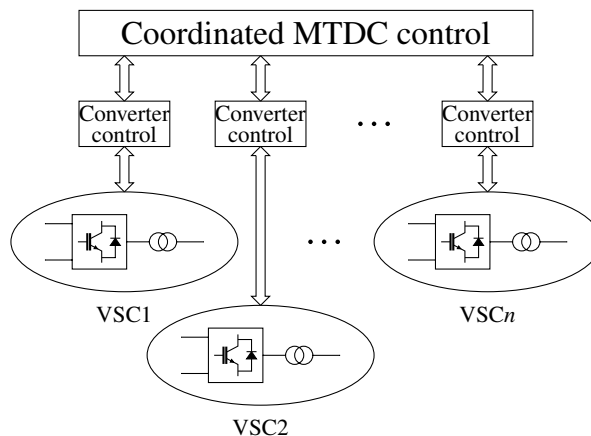 Coordinated MTDC control
Converter
control
Converter
control
. . .
Converter
control
. . .
VSC1
VSCn
VSC2